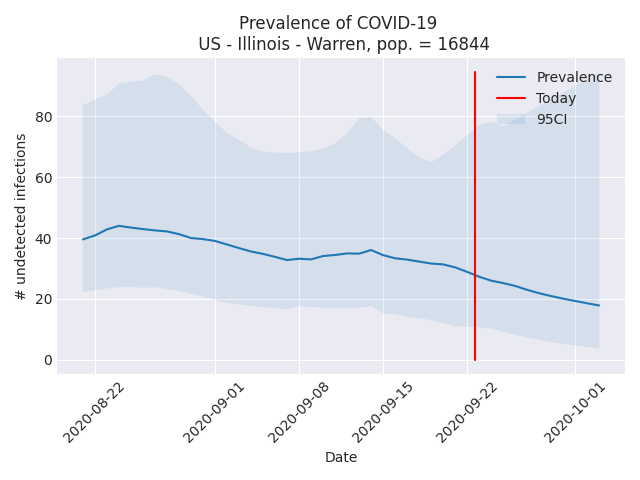 Prevalence of COVID-19
US - Illinois - Warren, pop. = 16844
Prevalence
Today
95CI
# undetected infections
80
60
40
20
0
2020-08-22
2020-09-01
2020-09-08
2020-09-15
2020-09-22
2020-10-01
Date